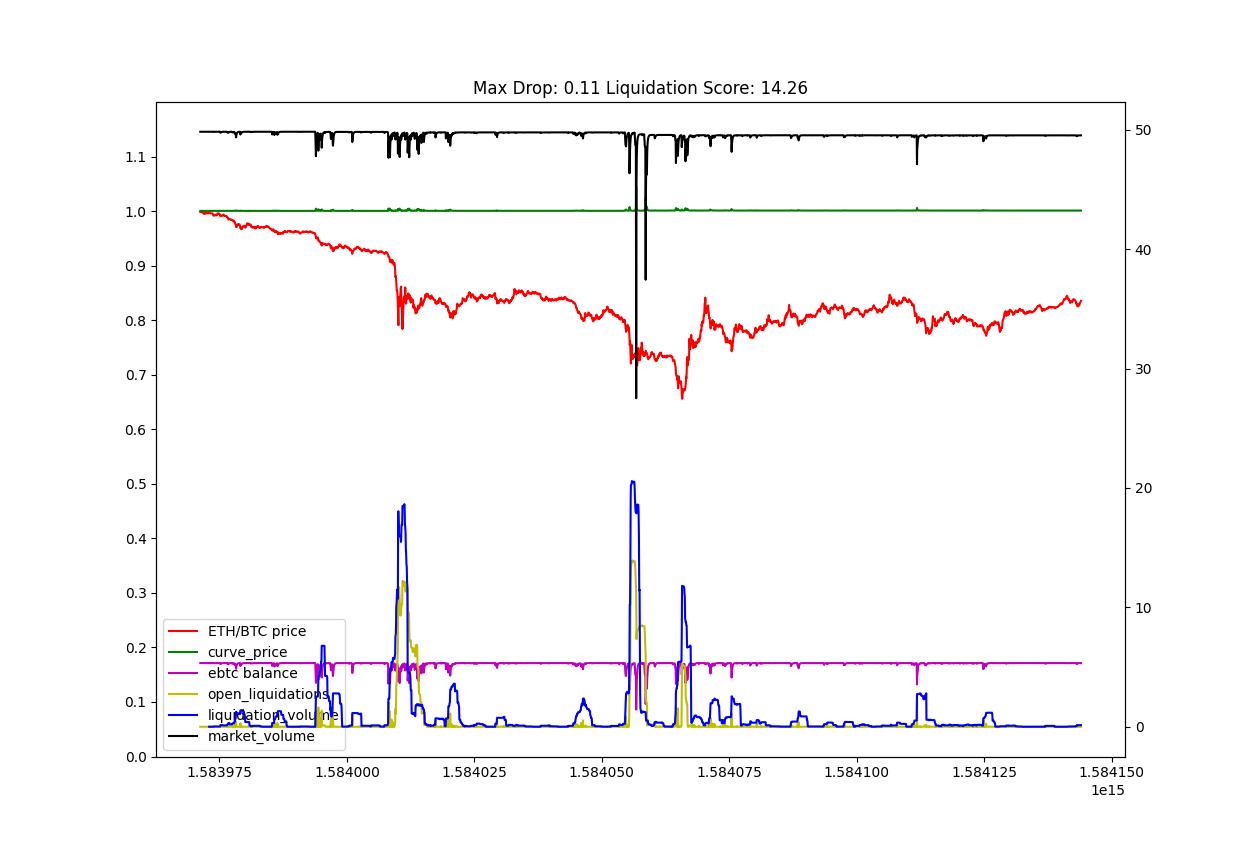 Max Drop: 0.11 Liquidation Score: 14.26
1.1
1.0
0.9
0.8
0.7
0.6
0.5
0.4
0.3
0.2
0.1
0.0
50
40
30
20
10
0
ETH/BTC price
curve_price
ebtc balance
open_liquidations
liquidation_volume
market_volume
1.583975 1.584000 1.584025 1.584050 1.584075 1.584100 1.584125 1.584150
1e15